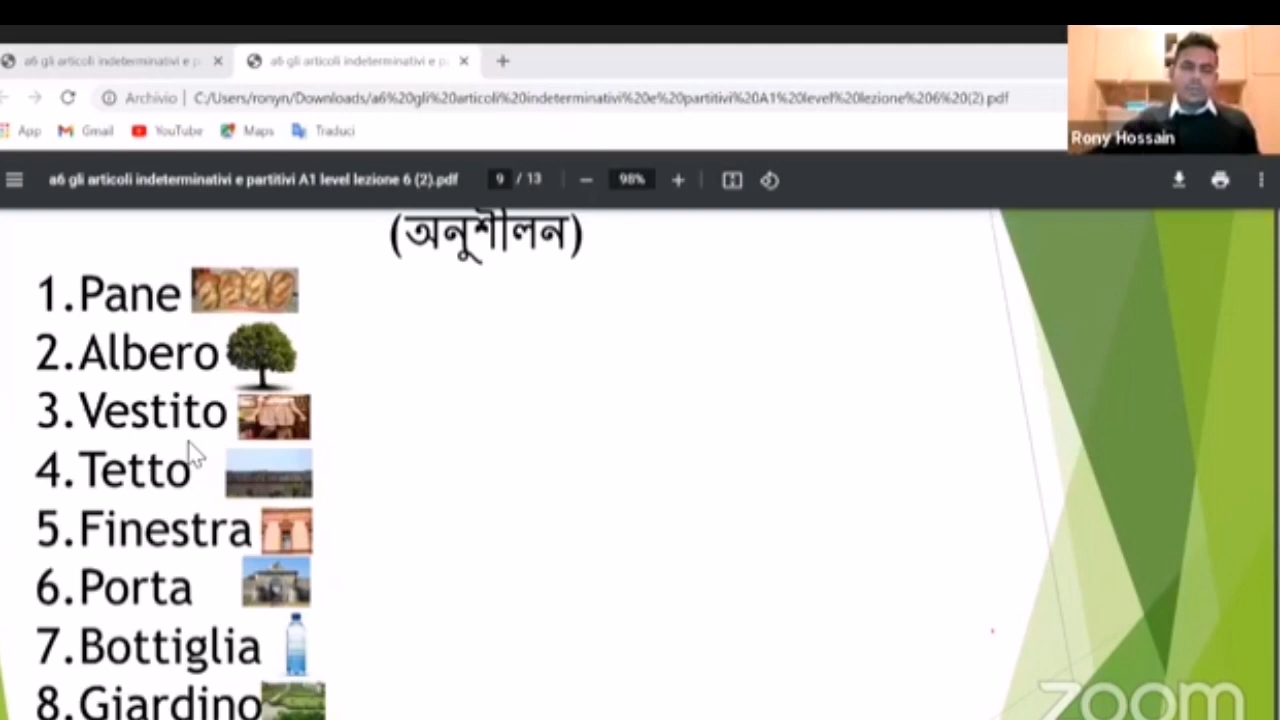 a6 gli articoli indeterminativi e p a6 gli articoli indeterminativi e p
Archivio | C:/Users/ronyn/Downloads/a6%20gli%20articoli%20indeterminativi%20e%20partitivi%20A1%20level%20lezione%206%20(2).pdf
App Gmail YouTube Maps Traduci
Rony Hossain
a6 gli articoli indeterminativi e partitivi A1 level lezione 6 (2).pdf 9 / 13 98%
(অনুশীলন)
1.Pane
2.Albero
3.Vestito
4.Tetto
5.Finestra
6.Porta
7.Bottiglia
8.Giardino
zoom